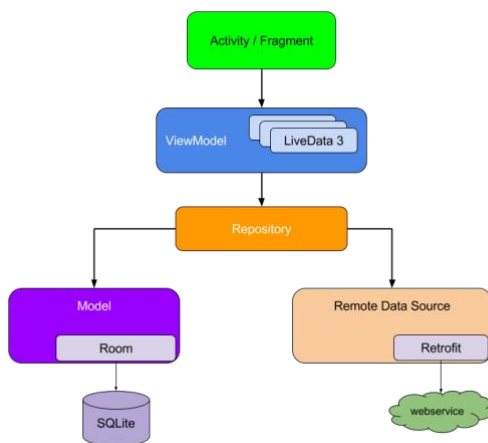 Activity / Fragment
ViewModel
LiveData 3
Repository
Model
Room
Remote Data Source
Retrofit
SQLite
webservice